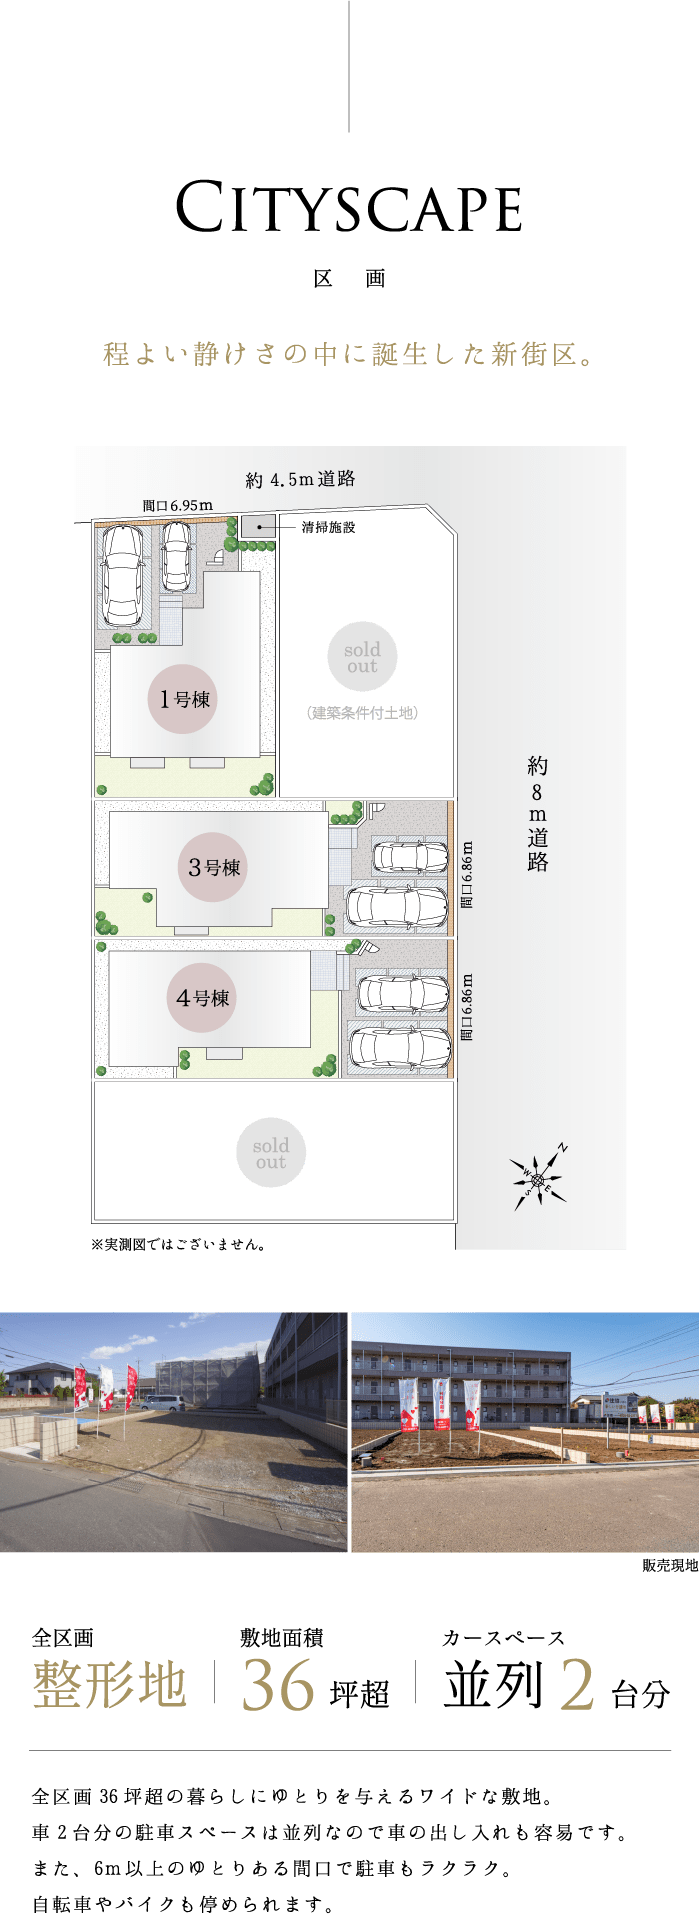 CITYSCAPE
区画
程よい静けさの中に誕生した新街区。
約4.5m道路
間口6.95m
清掃施設
sold
out
(建築条件付土地)
1号棟
約8m道路
3号棟
間口6.86m
4号棟
間口6.86m
sold
out
N
W
E
S
※実測図ではございません。
販売現地
全区画
整形地
敷地面積
36坪超
カースペース
並列2台分
全区画36坪超の暮らしにゆとりを与えるワイドな敷地。
車2台分の駐車スペースは並列なので車の出し入れも容易です。
また、6m以上のゆとりある間口で駐車もラクラク。
自転車やバイクも停められます。